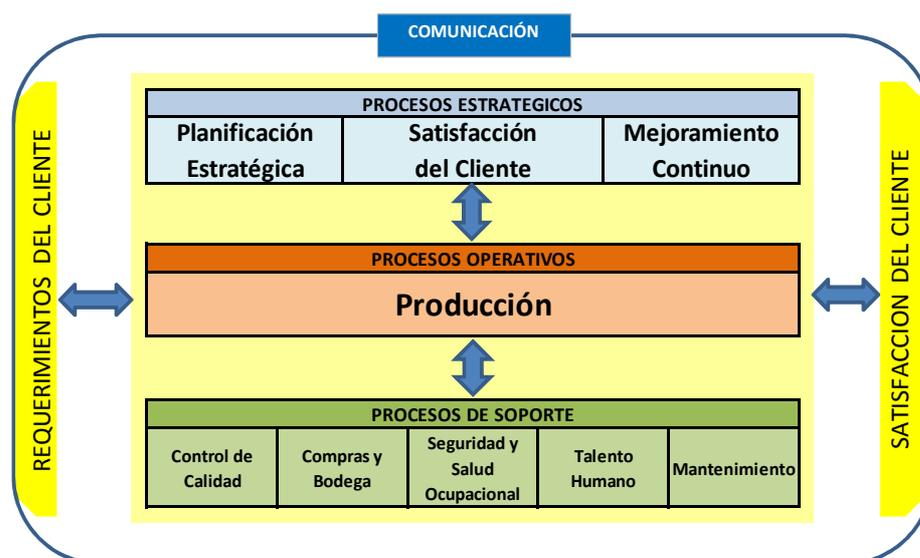 COMUNICACIÓN
REQUERIMIENTOS DEL CLIENTE
PROCESOS ESTRATEGICOS
Planificación
Estratégica
Satisfacción
del Cliente
Mejoramiento
Continuo
PROCESOS OPERATIVOS
Producción
PROCESOS DE SOPORTE
Control de
Calidad
Compras y
Bodega
Seguridad y
Salud
Ocupacional
Talento
Humano
Mantenimiento
SATISFACCION DEL CLIENTE